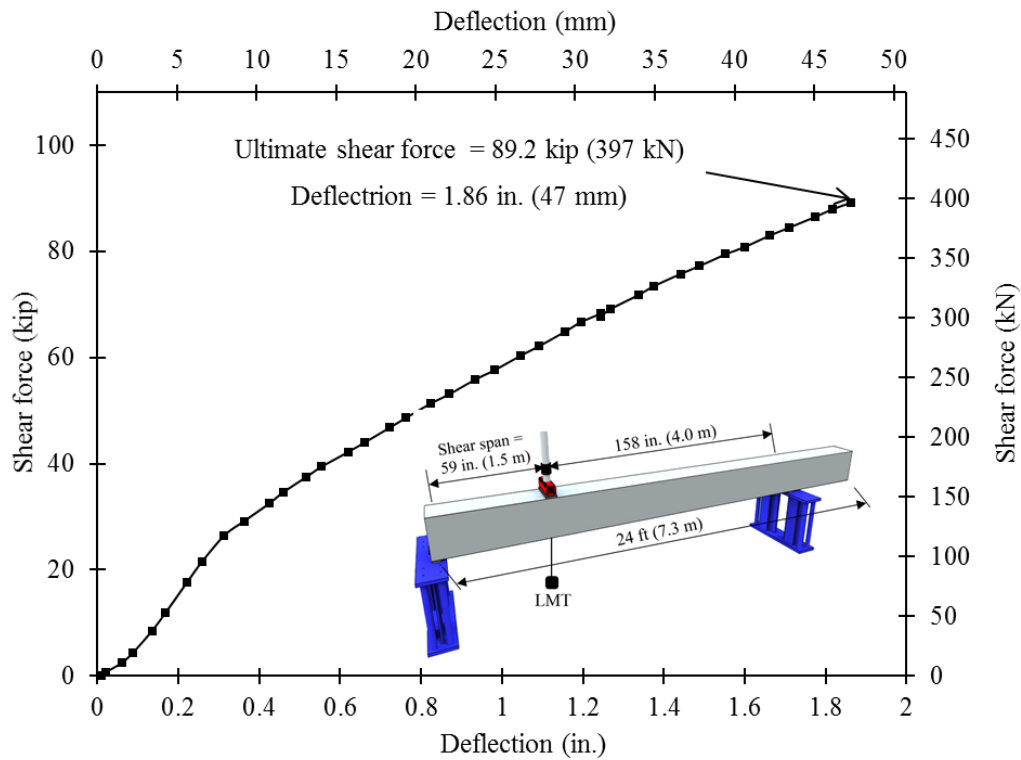 Deflection (mm)
0 5 10 15 20 25 30 35 40 45 50
Ultimate shear force = 89.2 kip (397 kN)
Deflectrion = 1.86 in. (47 mm)
Shear force (kip)
100
80
60
40
20
0
Shear force (kN)
450
400
350
300
250
200
150
100
50
0
Shear span =
59 in. (1.5 m)
158 in. (4.0 m)
24 ft (7.3 m)
LMT
0 0.2 0.4 0.6 0.8 1 1.2 1.4 1.6 1.8 2
Deflection (in.)